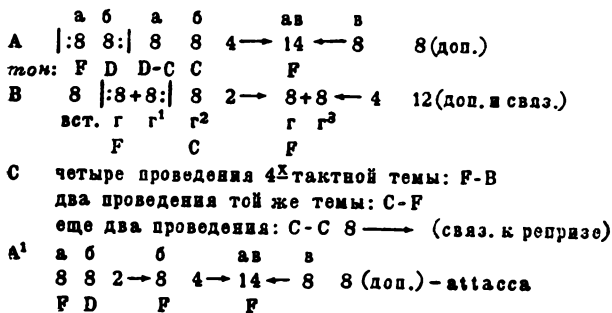 а б а б ав в
A |:8 8:| 8 8 4→ 14 ←8 8(доп.)
тон: F D D-C C F
B 8 |:8+8:| 8 2→ 8+8← 4 12(доп.и связ.)
вст. г г¹ г² г г³
F C F
C четыре проведения 4х тактной темы: F-B
два проведения той же темы: C-F
еще два проведения: C-C 8→ (связ. к репризе)
A¹ а б б ав в
8 8 2→8 4→14← 8 8 (доп.)-attacca
F D F F